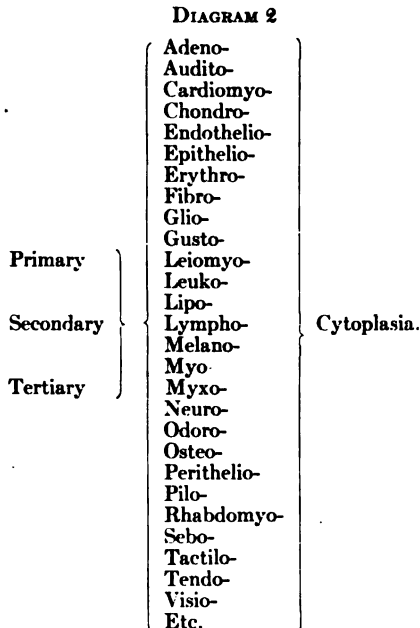 DIAGRAM 2
Adeno-
Audito-
Cardiomyo-
Chondro-
Endothelio-
Epithelio-
Erythro-
Fibro-
Glio-
Gusto-
Primary Leiomyo-
Leuko-
Lipo-
Secondary Lympho- Cytoplasia.
Melano-
Myo-
Tertiary Myxo-
Neuro-
Odoro-
Osteo-
Perithelio-
Pilo-
Rhabdomyo-
Sebo-
Tactilo-
Tendo-
Visio-
Etc.